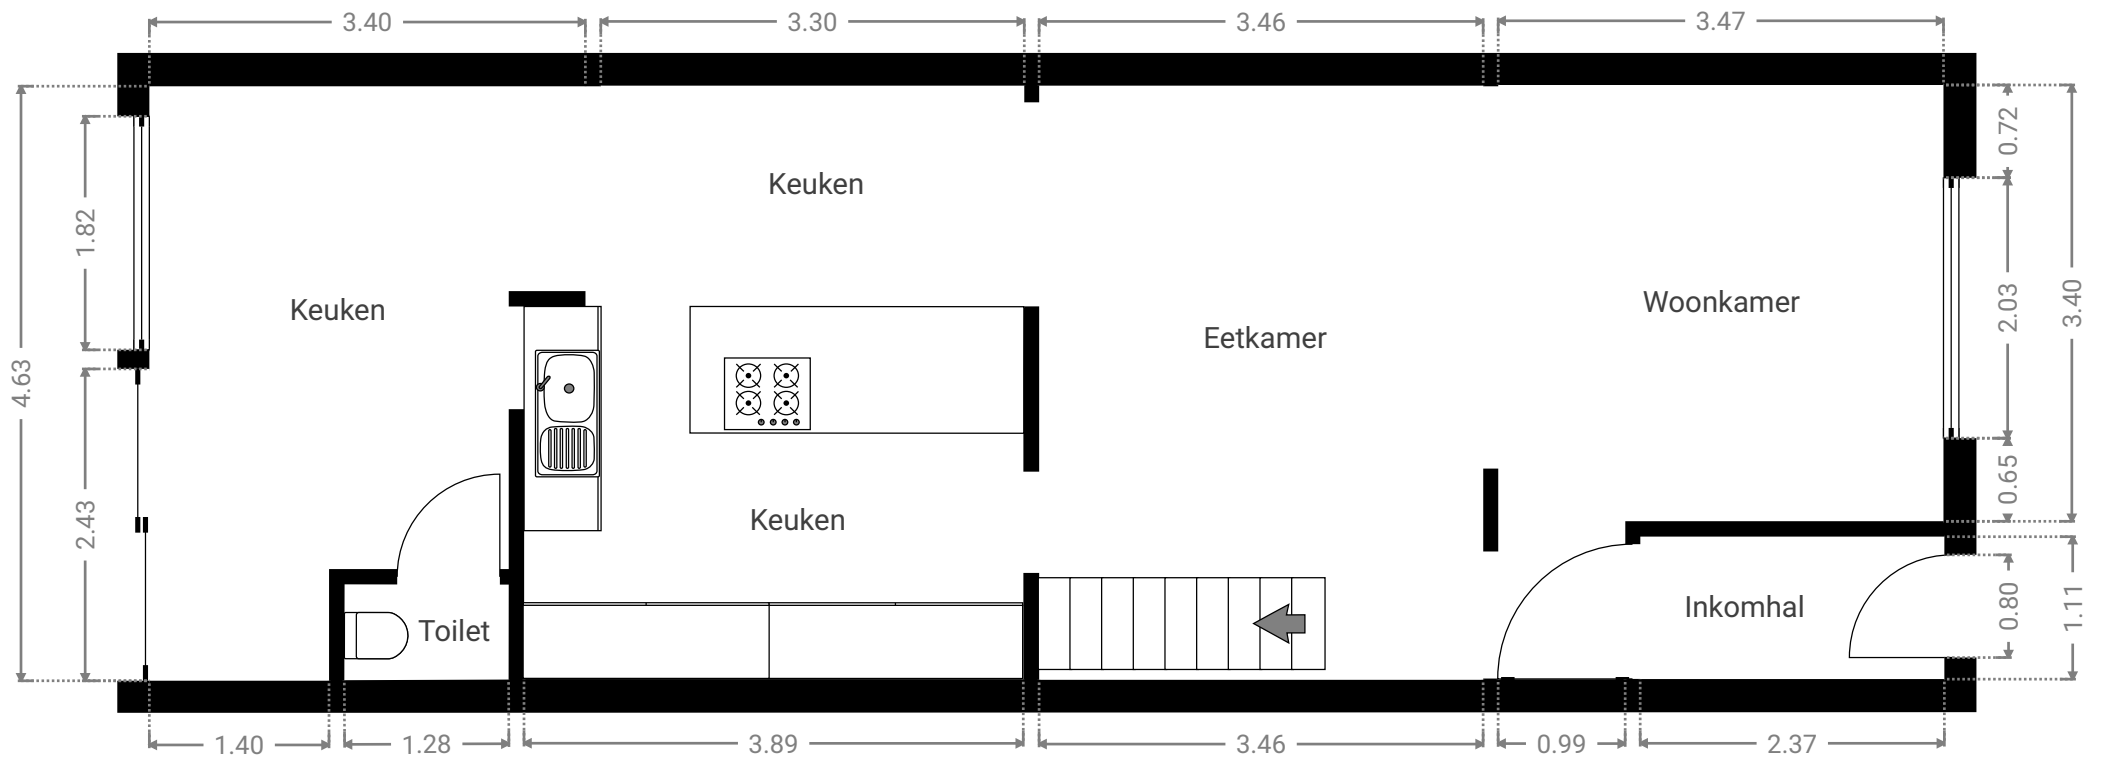 3.40 3.30 3.46 3.47
0.72
Keuken
1.82
2.03
3.40
Keuken
Woonkamer
Eetkamer
4.63
0.65
2.43
Keuken
0.80
1.11
Inkomhal
Toilet
1.40 1.28 3.89 3.46 0.99 2.37